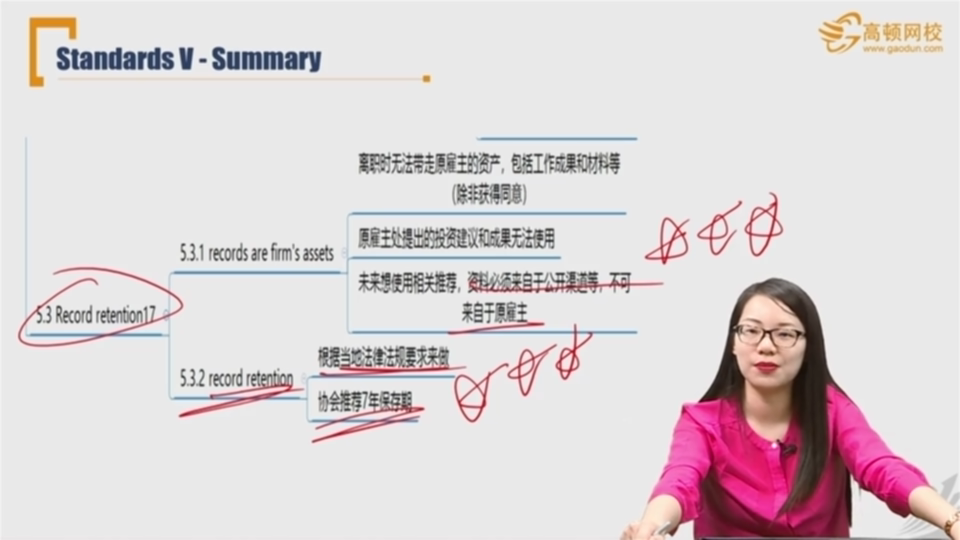 Standards V - Summary
高顿网校
www.gaodun.com
离职时无法带走原雇主的资产，包括工作成果和材料等
（除非获得同意）
5.3.1 records are firm's assets
原雇主处提出的投资建议和成果无法使用
未来想使用相关推荐，资料必须来自于公开渠道等，不可
来自于原雇主
5.3 Record retention17
5.3.2 record retention
根据当地法律法规要求来做
协会推荐7年保存期